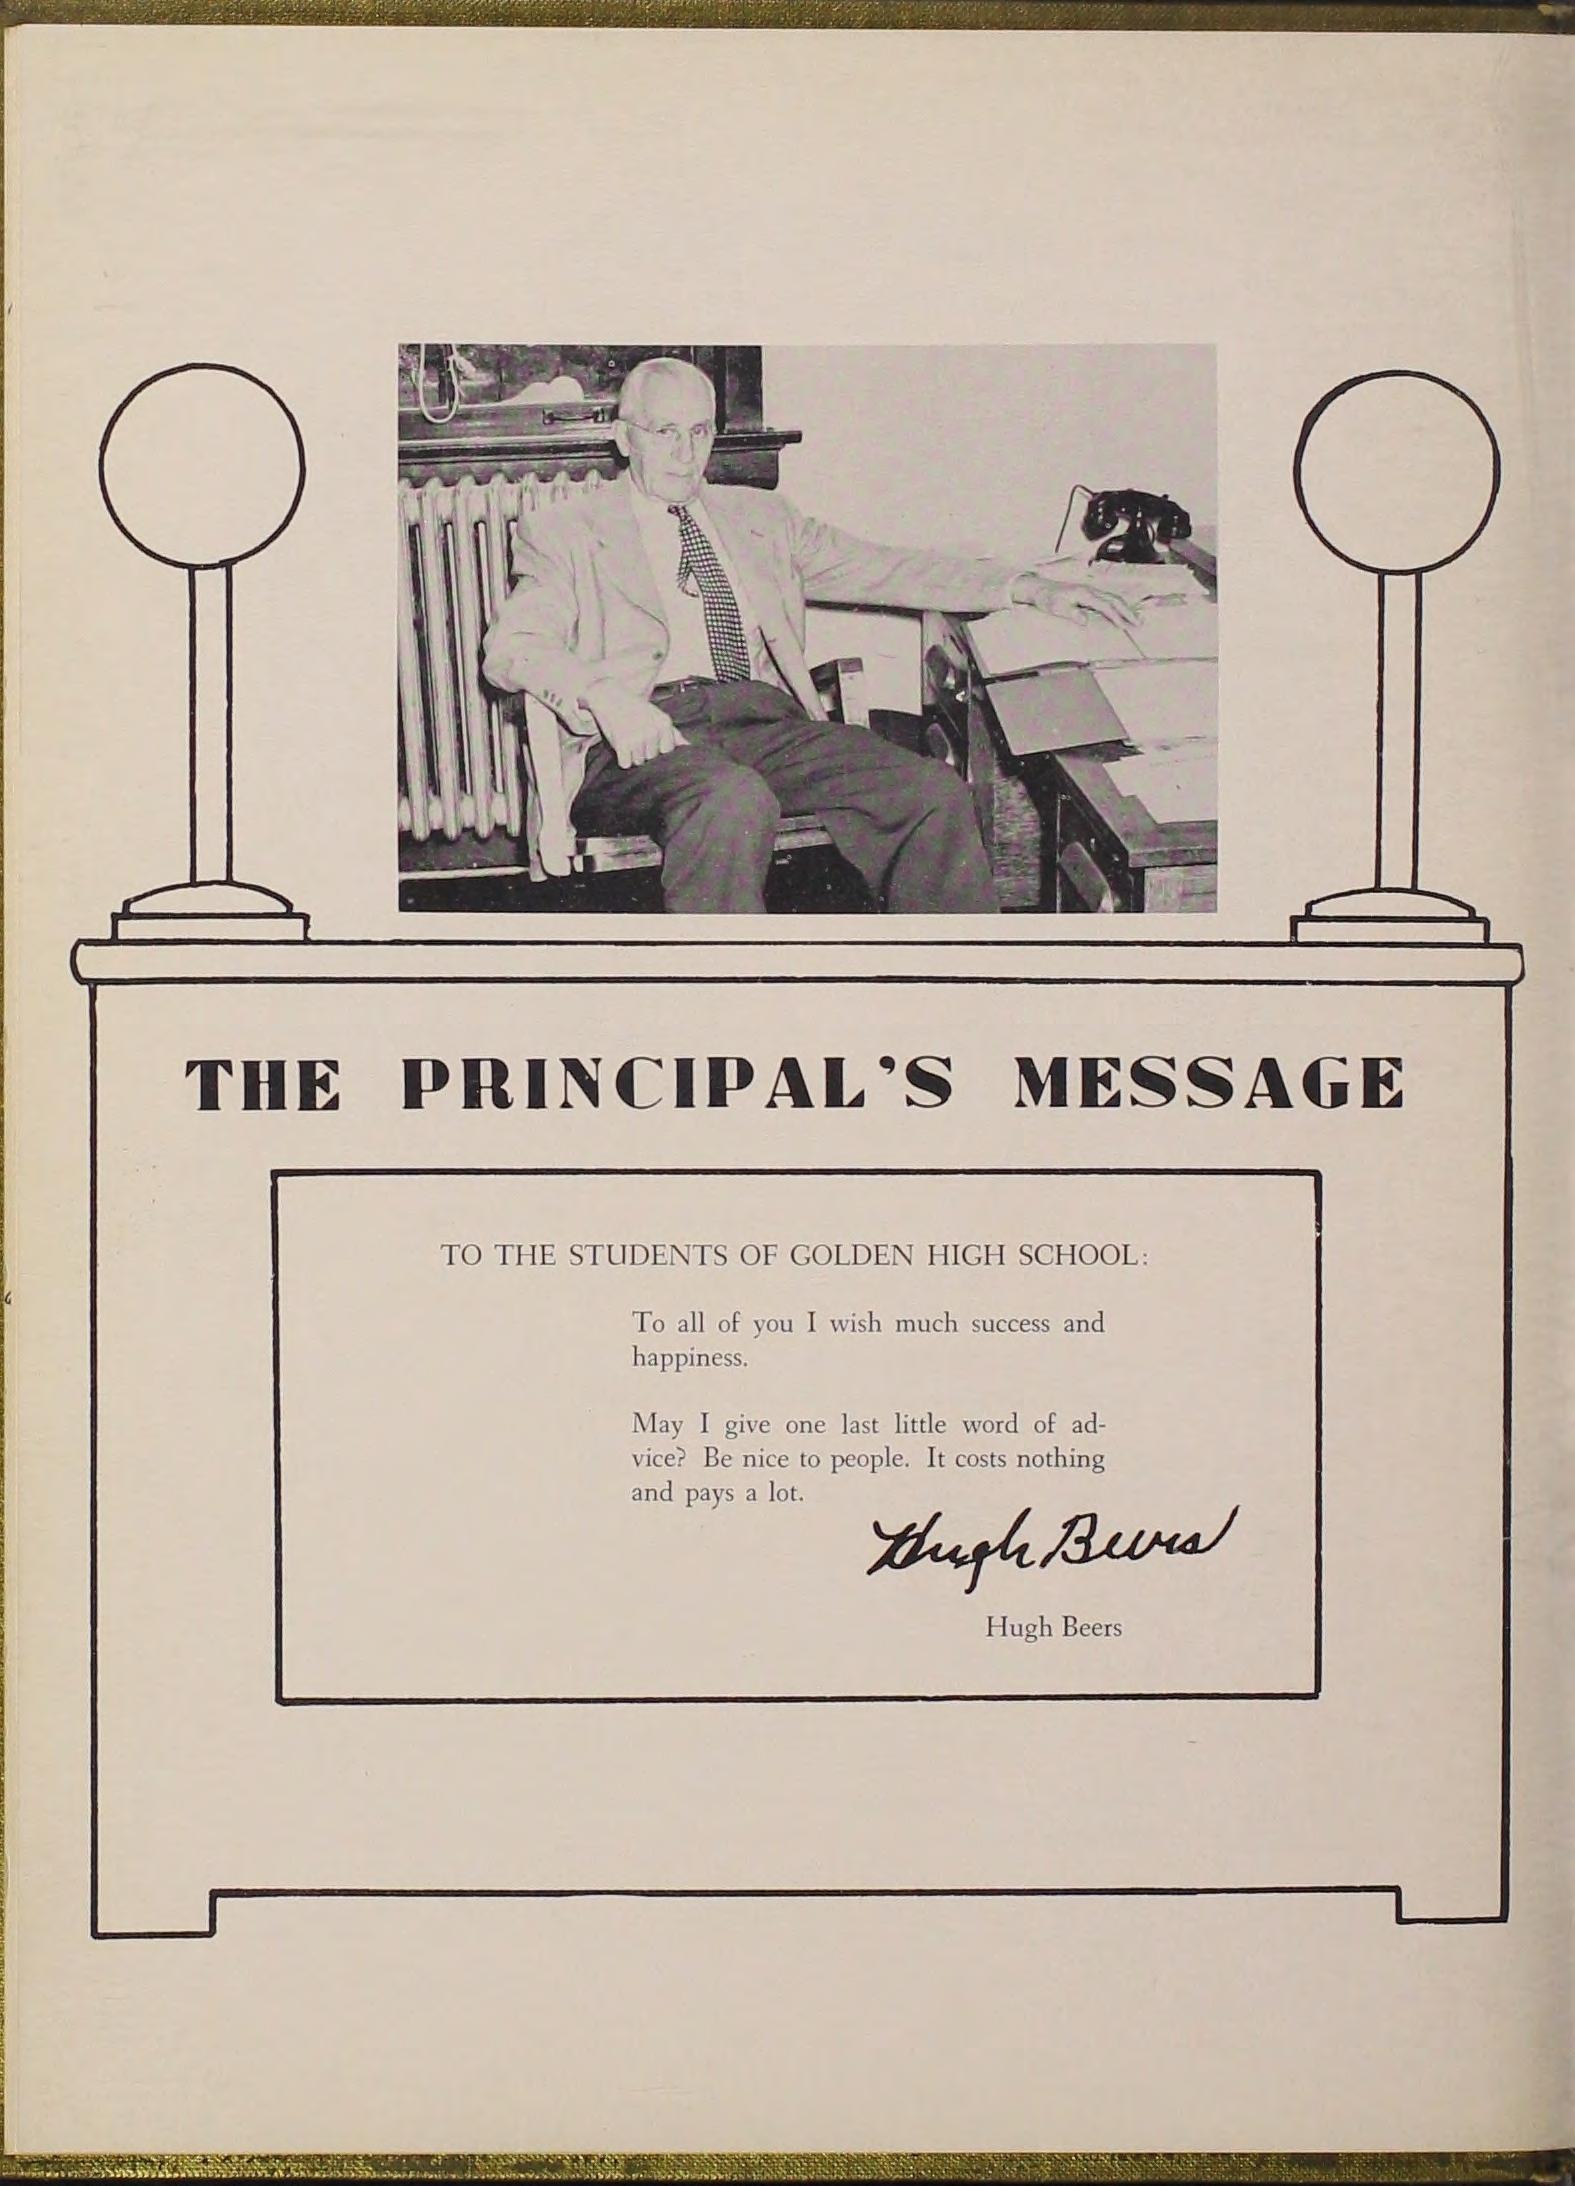 THE PRINCIPAL'S MESSAGE
TO THE STUDENTS OF GOLDEN HIGH SCHOOL:
To all of you I wish much success and
happiness.
May I give one last little word of ad-
vice? Be nice to people. It costs nothing
and pays a lot.
Hugh Beers
Hugh Beers